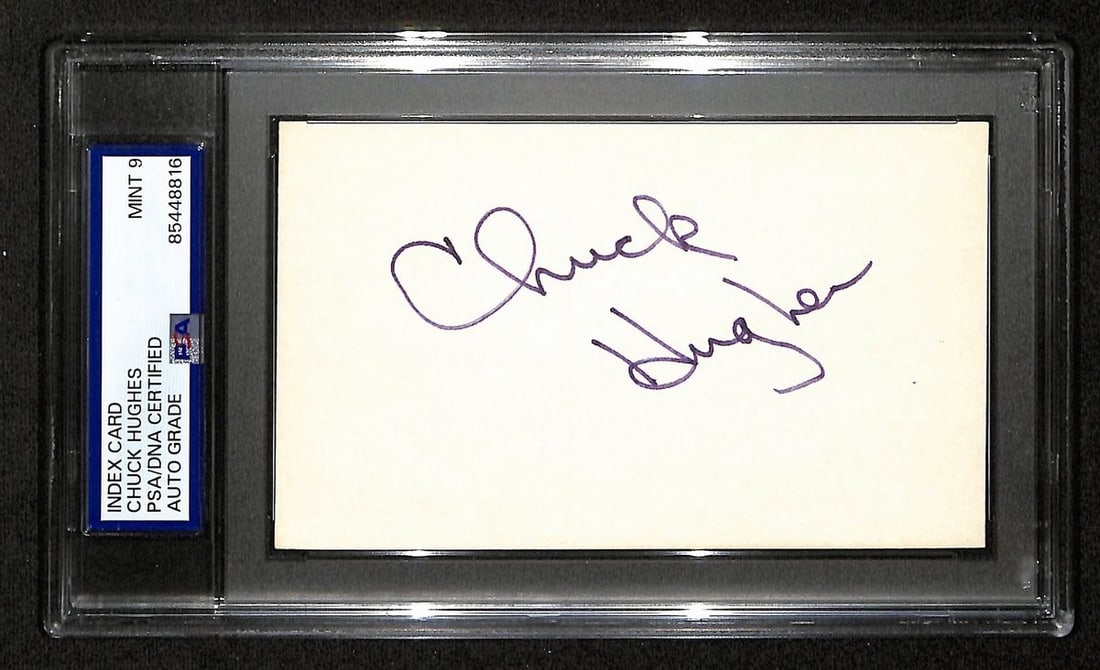 INDEX CARD
MINT 9
CHUCK HUGHES
PSA/DNA CERTIFIED
AUTO GRADE
85448816
PSA
Chuck
Hughes